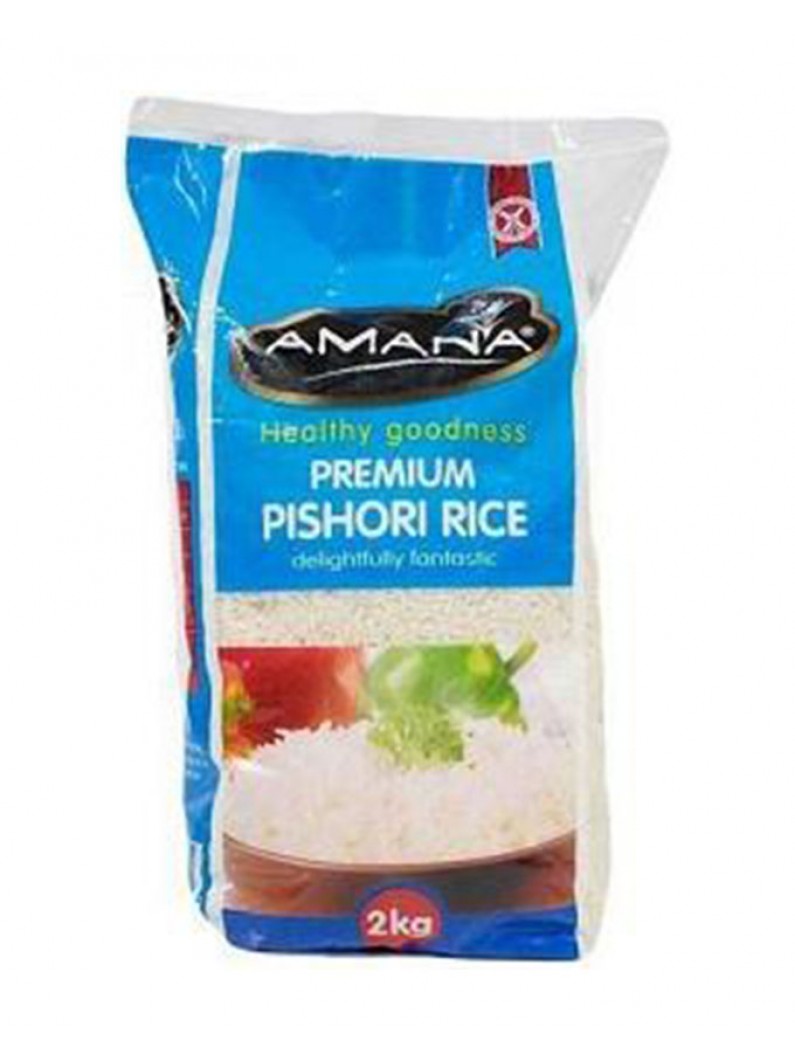 AMANA®
Healthy goodness
PREMIUM
PISHORI RICE
delightfully fantastic
2kg